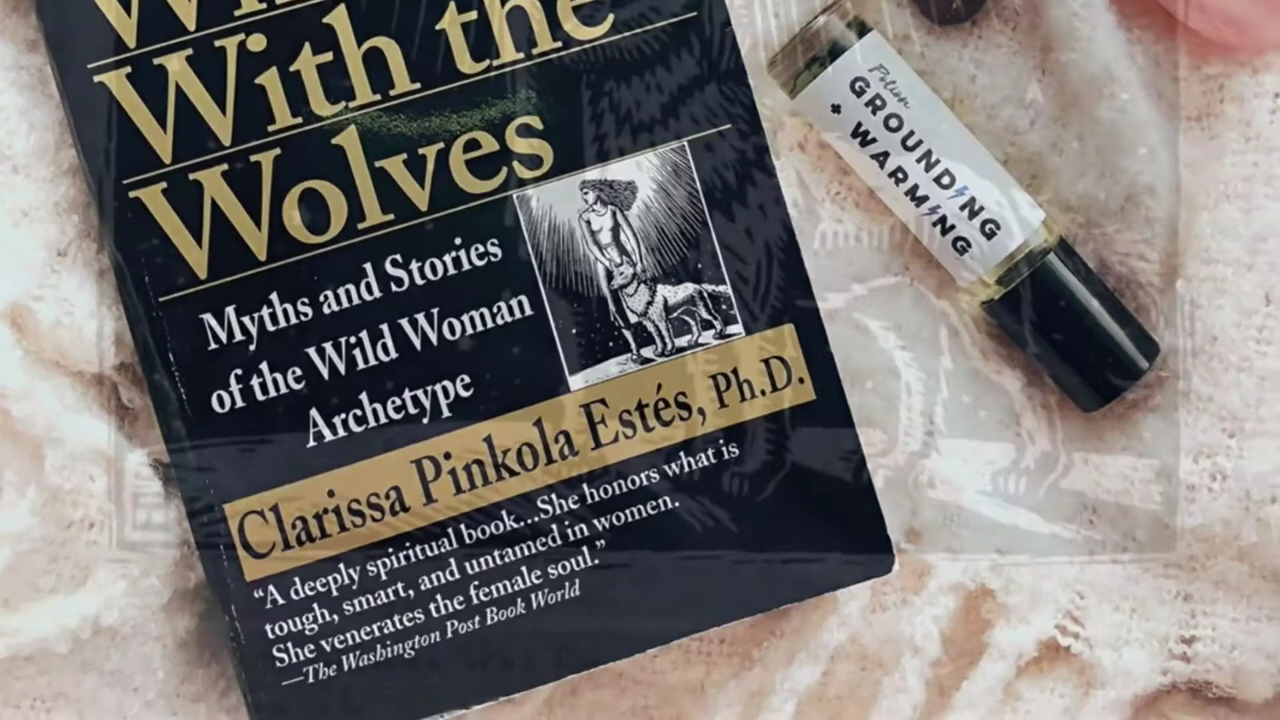 With the
Wolves
Myths and Stories
of the Wild Woman
Archetype
Clarissa Pinkola Estés, Ph.D.
“A deeply spiritual book...She honors what is
tough, smart, and untamed in women.
She venerates the female soul.”
—The Washington Post Book World
Potion
GROUNDING
+ WARMING